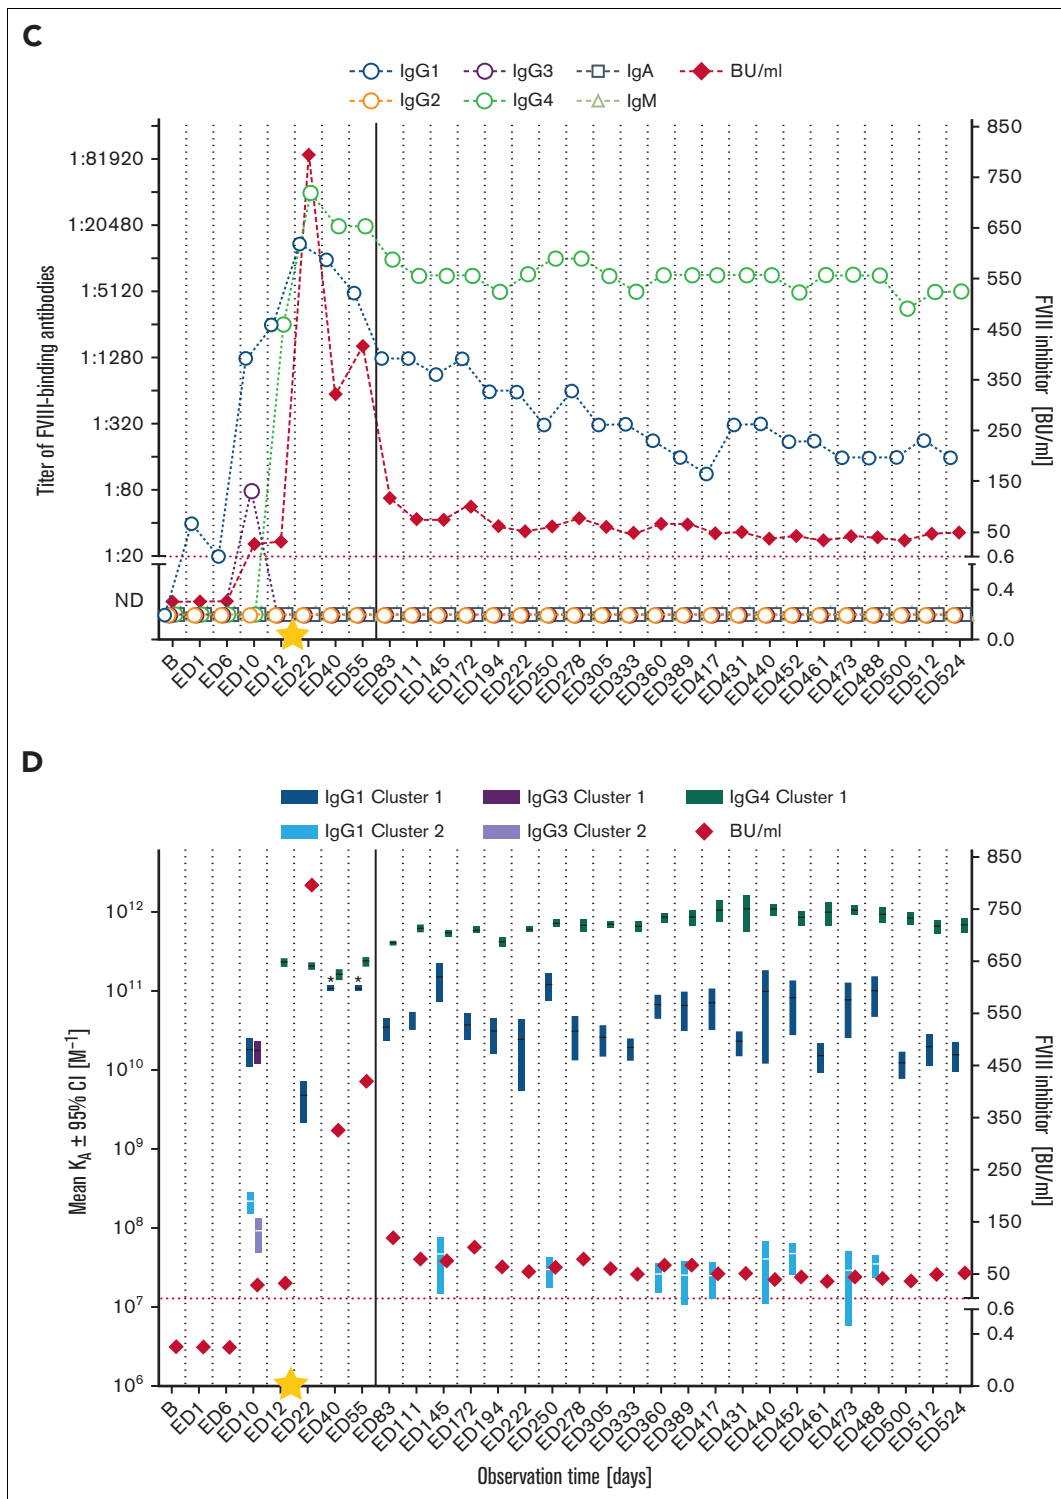 C
IgG1 IgG3 IgA BU/ml
IgG2 IgG4 IgM
Titer of FVIII-binding antibodies
1:81920
1:20480
1:5120
1:1280
1:320
1:80
1:20
ND
850
750
650
550
450
350
250
150
50
0.6
0.4
0.0
FVIII inhibitor [BU/ml]
B ED1 ED6 ED10 ED12 ED22 ED40 ED55 ED83 ED111 ED145 ED172 ED194 ED222 ED250 ED278 ED305 ED333 ED360 ED389 ED417 ED431 ED440 ED452 ED461 ED473 ED488 ED500 ED512 ED524
D
IgG1 Cluster 1 IgG3 Cluster 1 IgG4 Cluster 1
IgG1 Cluster 2 IgG3 Cluster 2 BU/ml
Mean KA ± 95% CI [M⁻¹]
10¹²
10¹¹
10¹⁰
10⁹
10⁸
10⁷
10⁶
* *
850
750
650
550
450
350
250
150
50
0.6
0.4
0.0
FVIII inhibitor [BU/ml]
B ED1 ED6 ED10 ED12 ED22 ED40 ED55 ED83 ED111 ED145 ED172 ED194 ED222 ED250 ED278 ED305 ED333 ED360 ED389 ED417 ED431 ED440 ED452 ED461 ED473 ED488 ED500 ED512 ED524
Observation time [days]